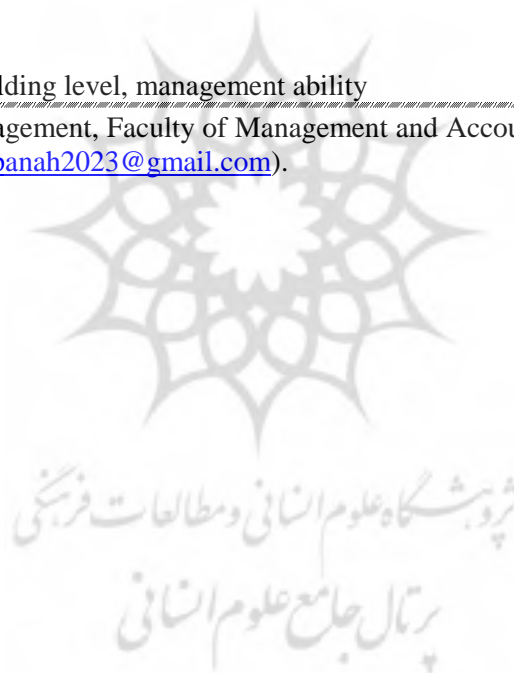 lding level, management ability
agement, Faculty of Management and Accou
panah2023@gmail.com).
پژوهشگاه علوم انسانی و مطالعات فرهنگی
پرتال جامع علوم انسانی